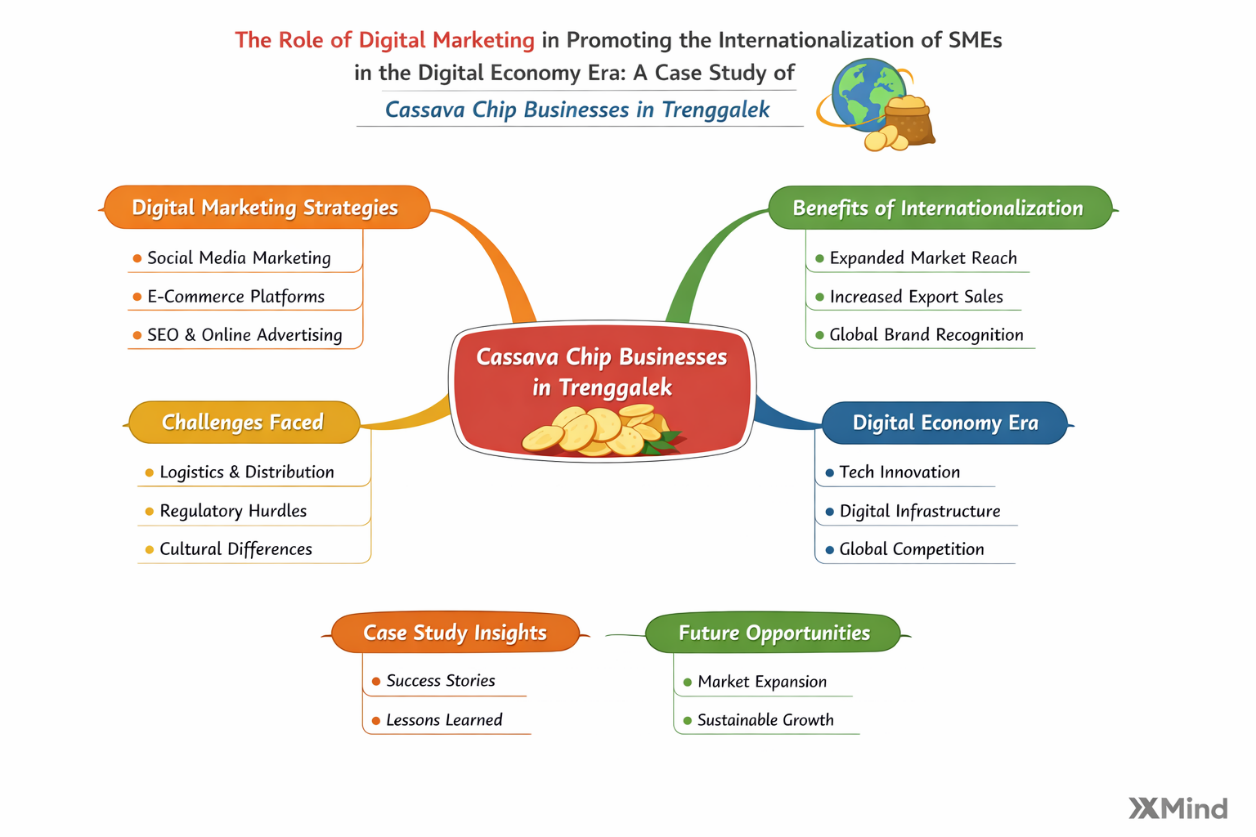 The Role of Digital Marketing in Promoting the Internationalization of SMEs
in the Digital Economy Era: A Case Study of
Cassava Chip Businesses in Trenggalek
Digital Marketing Strategies
Social Media Marketing
E-Commerce Platforms
SEO & Online Advertising
Benefits of Internationalization
Expanded Market Reach
Increased Export Sales
Global Brand Recognition
Cassava Chip Businesses
in Trenggalek
Challenges Faced
Logistics & Distribution
Regulatory Hurdles
Cultural Differences
Digital Economy Era
Tech Innovation
Digital Infrastructure
Global Competition
Case Study Insights
Success Stories
Lessons Learned
Future Opportunities
Market Expansion
Sustainable Growth
XMind